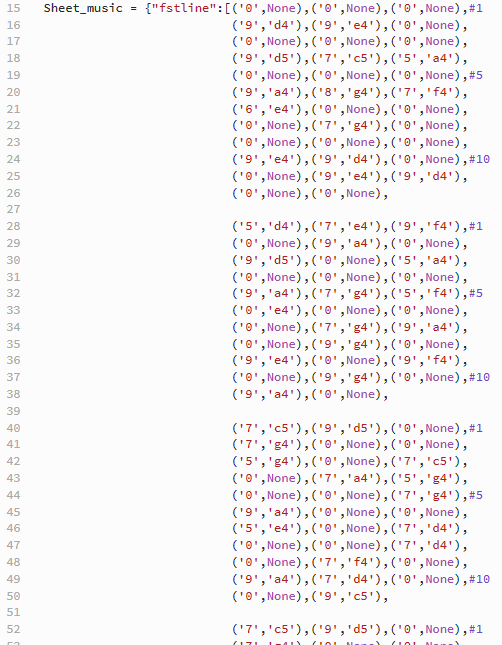 15 Sheet_music = {"fstline":[('0',None),('0',None),('0',None),#1
16 ('9','d4'),('9','e4'),('0',None),
17 ('0',None),('0',None),('0',None),
18 ('9','d5'),('7','c5'),('5','a4'),
19 ('0',None),('0',None),('0',None),#5
20 ('9','a4'),('8','g4'),('7','f4'),
21 ('6','e4'),('0',None),('0',None),
22 ('0',None),('7','g4'),('0',None),
23 ('0',None),('0',None),('0',None),
24 ('9','e4'),('9','d4'),('0',None),#10
25 ('0',None),('9','e4'),('9','d4'),
26 ('0',None),('0',None),
27
28 ('5','d4'),('7','e4'),('9','f4'),#1
29 ('0',None),('9','a4'),('0',None),
30 ('9','d5'),('0',None),('5','a4'),
31 ('0',None),('0',None),('0',None),
32 ('9','a4'),('7','g4'),('5','f4'),#5
33 ('0','e4'),('0',None),('0',None),
34 ('0',None),('7','g4'),('9','a4'),
35 ('0',None),('9','g4'),('0',None),
36 ('9','e4'),('0',None),('9','f4'),
37 ('0',None),('9','g4'),('0',None),#10
38 ('9','a4'),('0',None),
39
40 ('7','c5'),('9','d5'),('0',None),#1
41 ('7','g4'),('0',None),('0',None),
42 ('5','g4'),('0',None),('7','c5'),
43 ('0',None),('7','a4'),('5','g4'),
44 ('0',None),('0',None),('7','g4'),#5
45 ('9','a4'),('0',None),('0',None),
46 ('5','e4'),('0',None),('7','d4'),
47 ('0',None),('0',None),('7','d4'),
48 ('0',None),('7','f4'),('0',None),
49 ('9','a4'),('7','d4'),('0',None),#10
50 ('0',None),('9','c5'),
51
52 ('7','c5'),('9','d5'),('0',None),#1